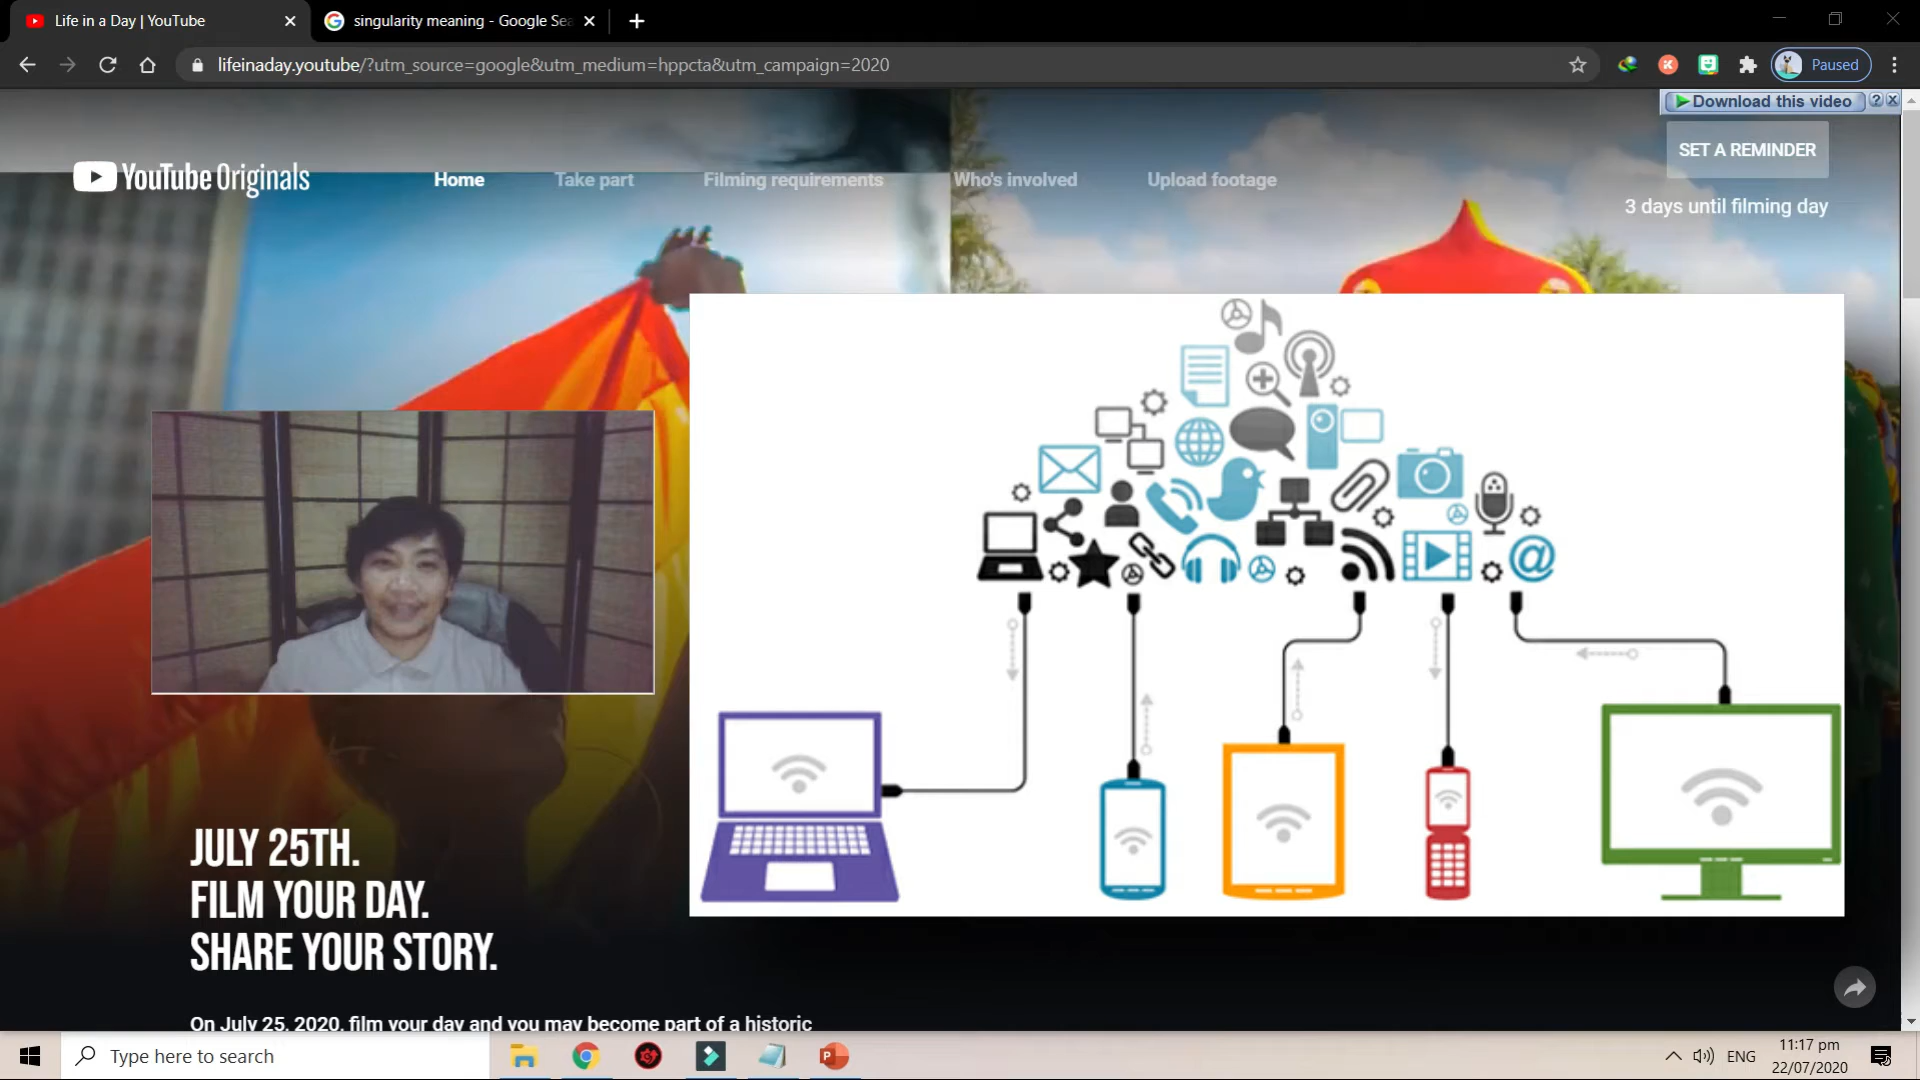 Life in a Day | YouTube
singularity meaning - Google Sea
lifeinaday.youtube/?utm_source=google&utm_medium=hppcta&utm_campaign=2020
Paused
Download this video
YouTube Originals
Home
Take part
Filming requirements
Who's involved
Upload footage
SET A REMINDER
3 days until filming day
@
JULY 25TH.
FILM YOUR DAY.
SHARE YOUR STORY.
On July 25, 2020, film your day and you may become part of a historic
Type here to search
ENG
11:17 pm
22/07/2020